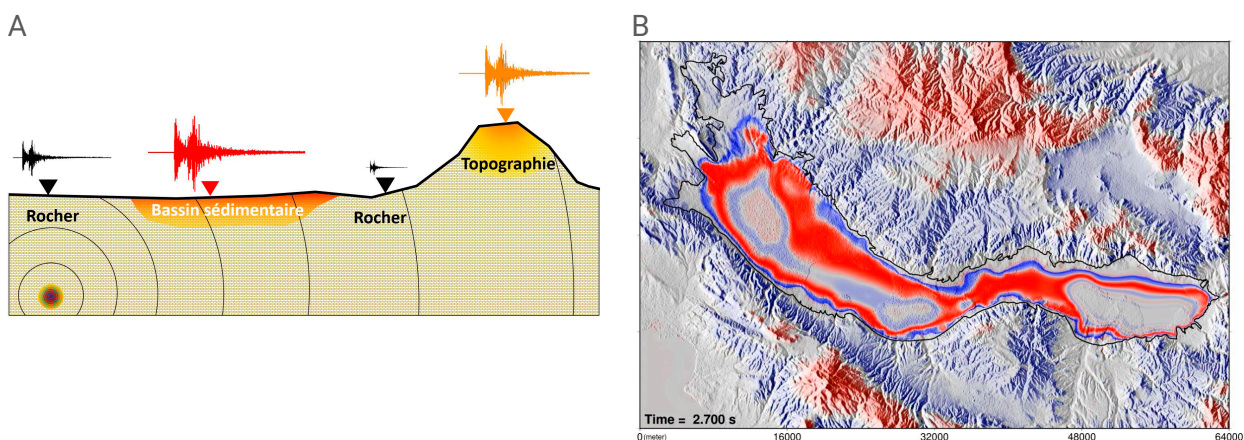 A
B
Topographie
Bassin sédimentaire
Rocher
Rocher
Time = 2.700 s
0 (meter) 16000 32000 48000 64000